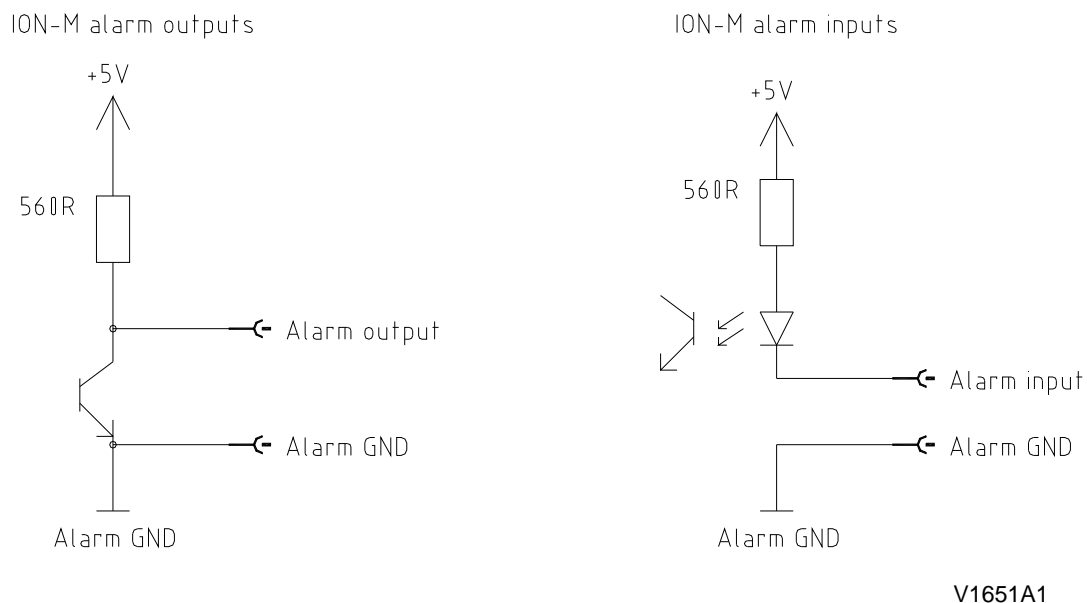 ION-M alarm outputs
+5V
560R
Alarm output
Alarm GND
Alarm GND
ION-M alarm inputs
+5V
560R
Alarm input
Alarm GND
Alarm GND
V1651A1